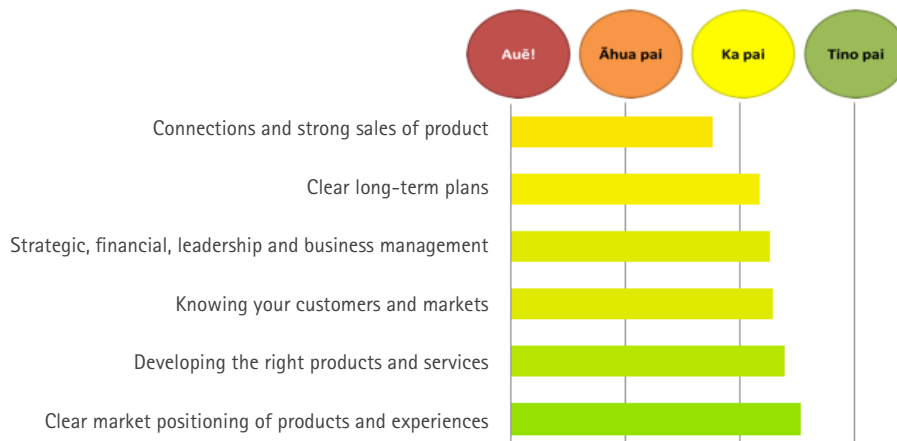 Auē!
Āhua pai
Ka pai
Tino pai
Connections and strong sales of product
Clear long-term plans
Strategic, financial, leadership and business management
Knowing your customers and markets
Developing the right products and services
Clear market positioning of products and experiences